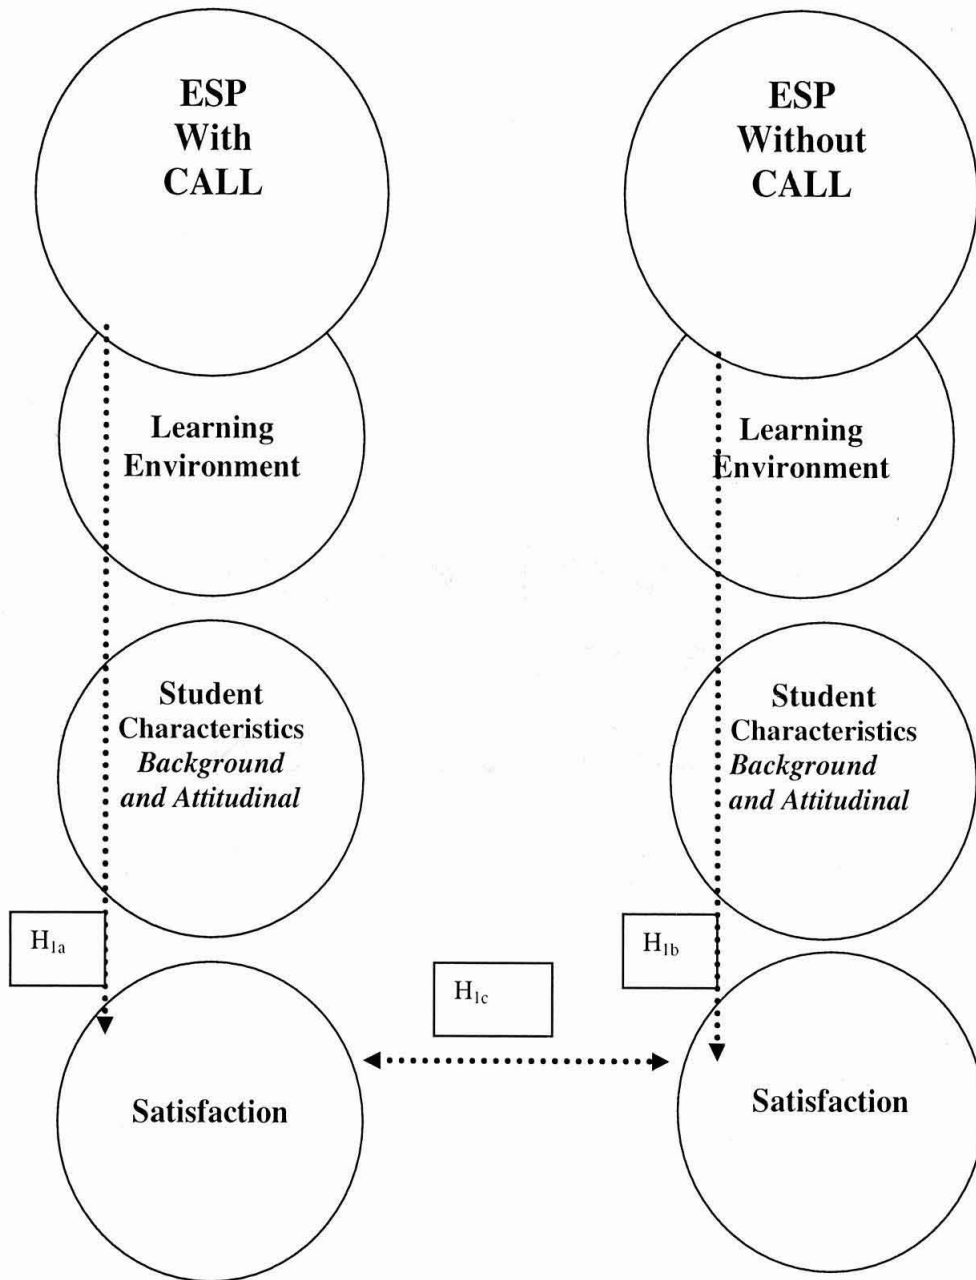 ESP
With
CALL
Learning
Environment
Student
Characteristics
Background
and Attitudinal
H1a
Satisfaction
H1c
ESP
Without
CALL
Learning
Environment
Student
Characteristics
Background
and Attitudinal
H1b
Satisfaction